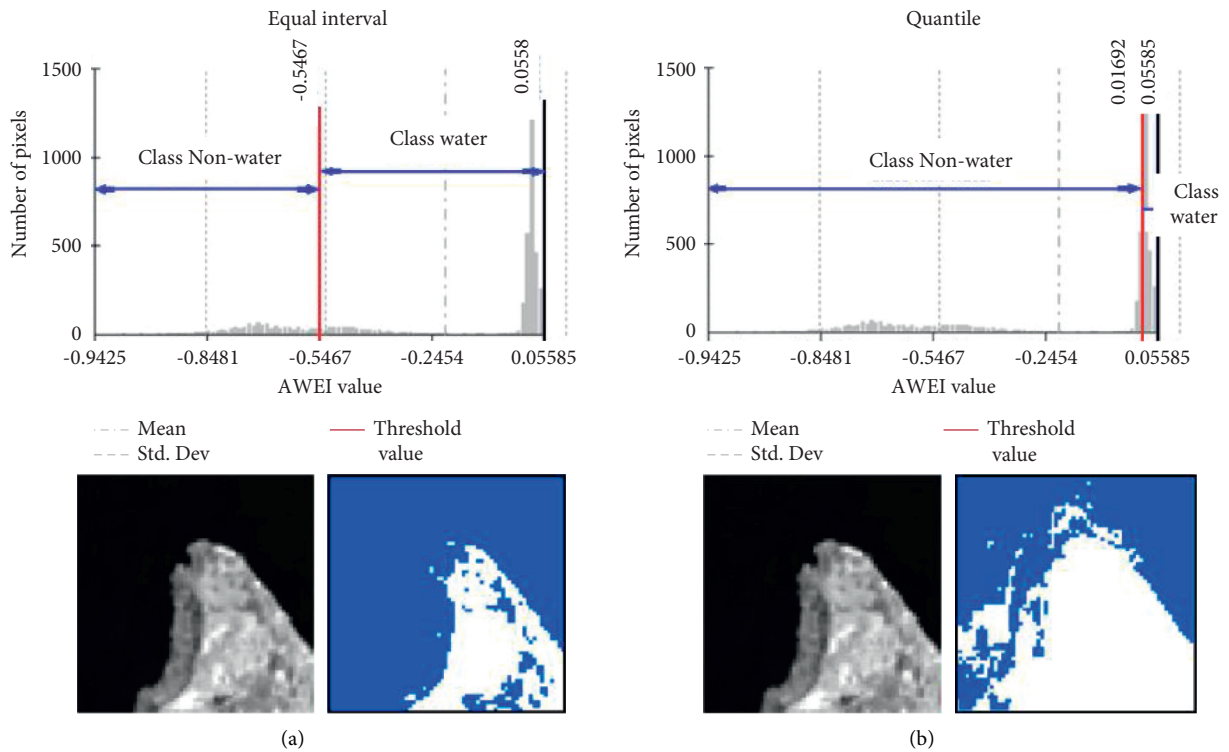 Equal interval
-0.5467
0.0558
1500
1000
500
0
Number of pixels
Class Non-water
Class water
-0.9425
-0.8481
-0.5467
-0.2454
0.05585
AWEI value
Mean
Std. Dev
Threshold
value
(a)
Quantile
0.01692
0.05585
1500
1000
500
0
Number of pixels
Class Non-water
Class
water
-0.9425
-0.8481
-0.5467
-0.2454
0.05585
AWEI value
Mean
Std. Dev
Threshold
value
(b)